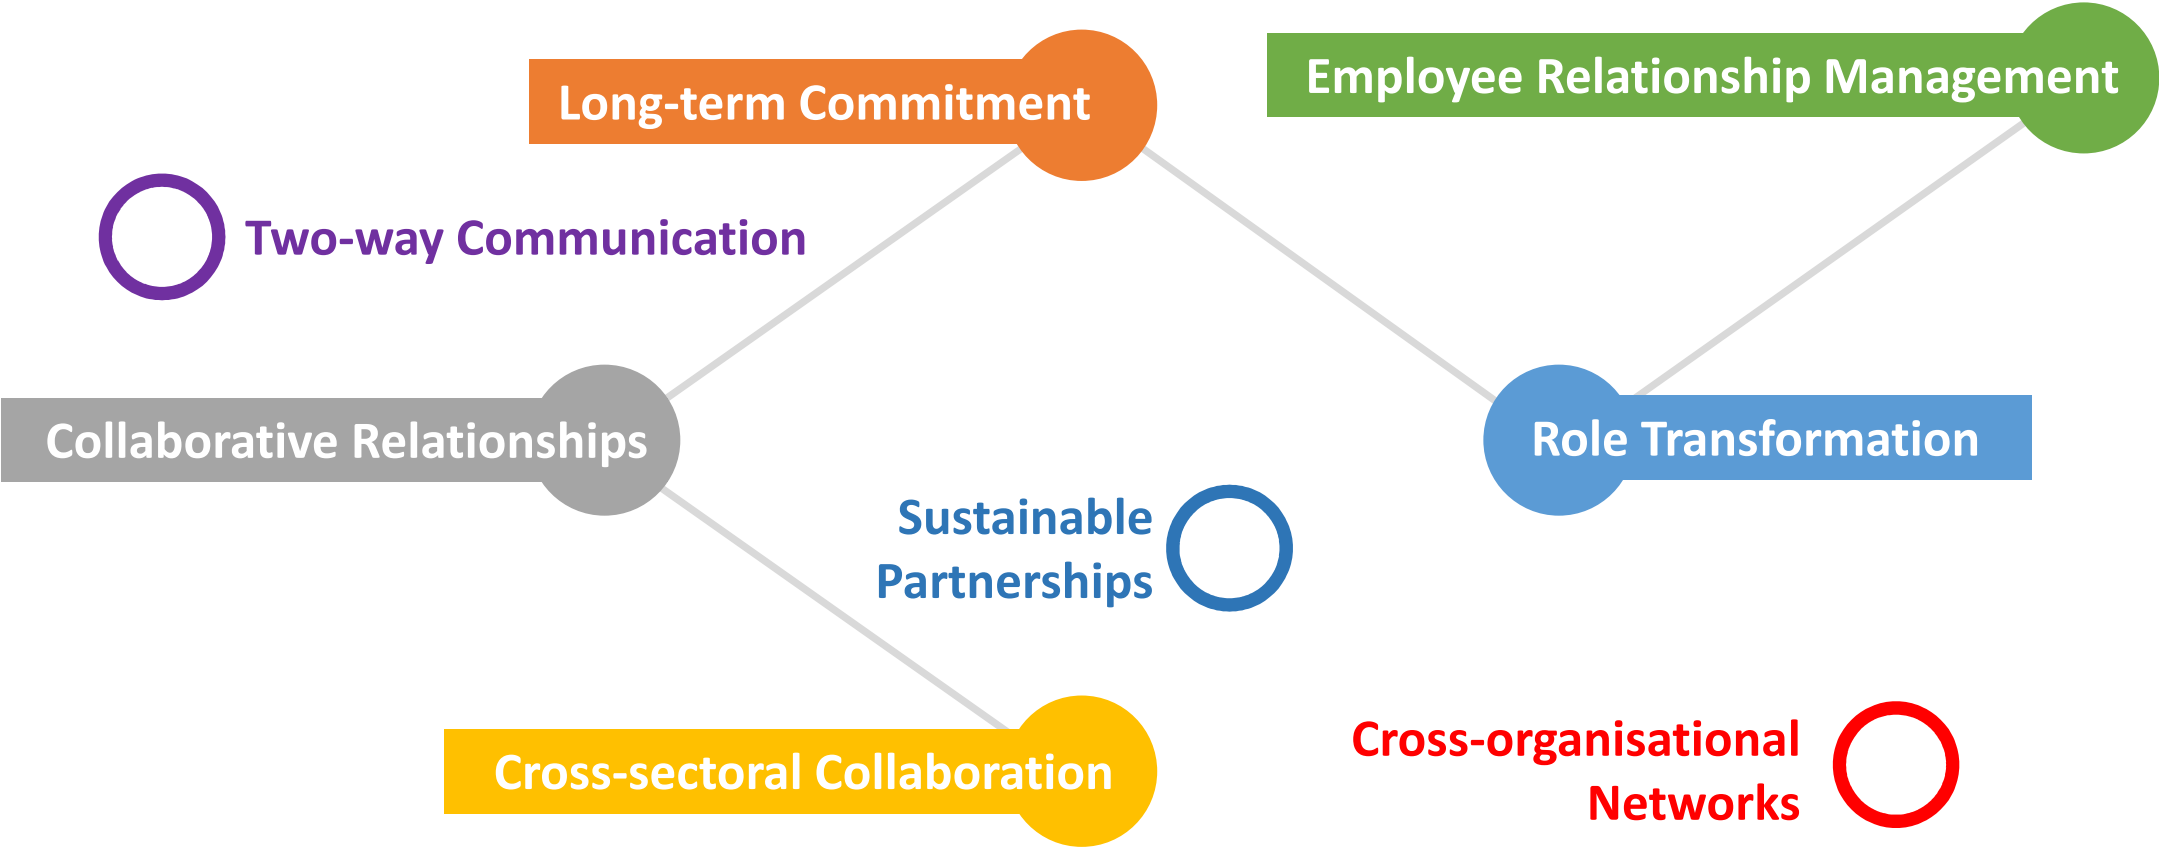 Employee Relationship Management
Long-term Commitment
Two-way Communication
Collaborative Relationships
Role Transformation
Sustainable
Partnerships
Cross-sectoral Collaboration
Cross-organisational
Networks